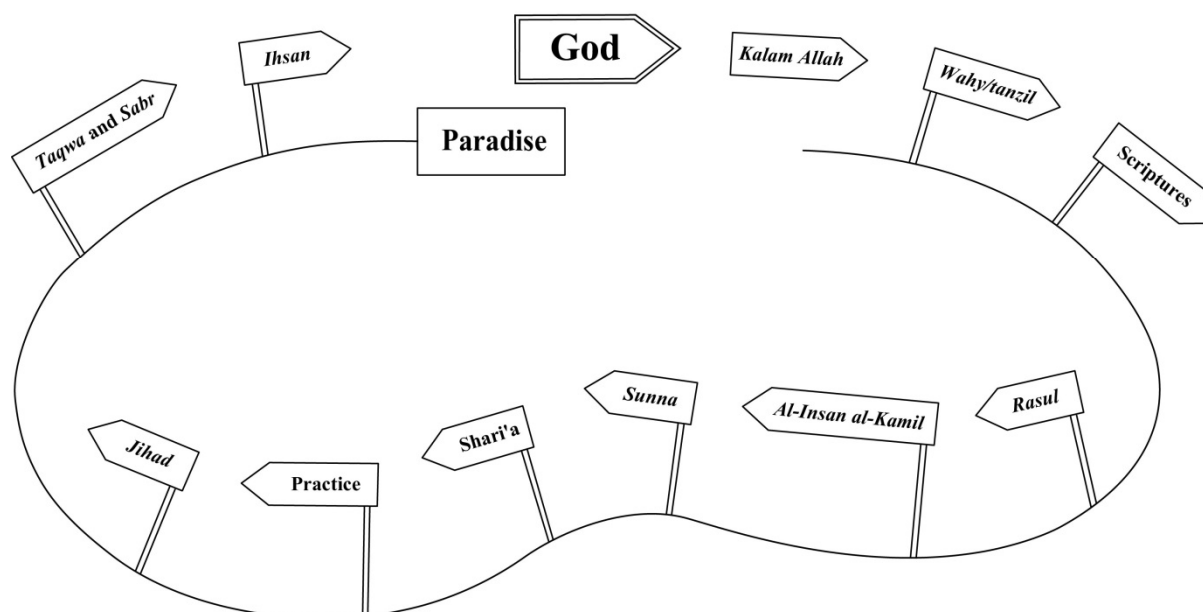 God
Kalam Allah
Wahy/tanzil
Scriptures
Rasul
Al-Insan al-Kamil
Sunna
Shari'a
Practice
Jihad
Taqwa and Sabr
Ihsan
Paradise